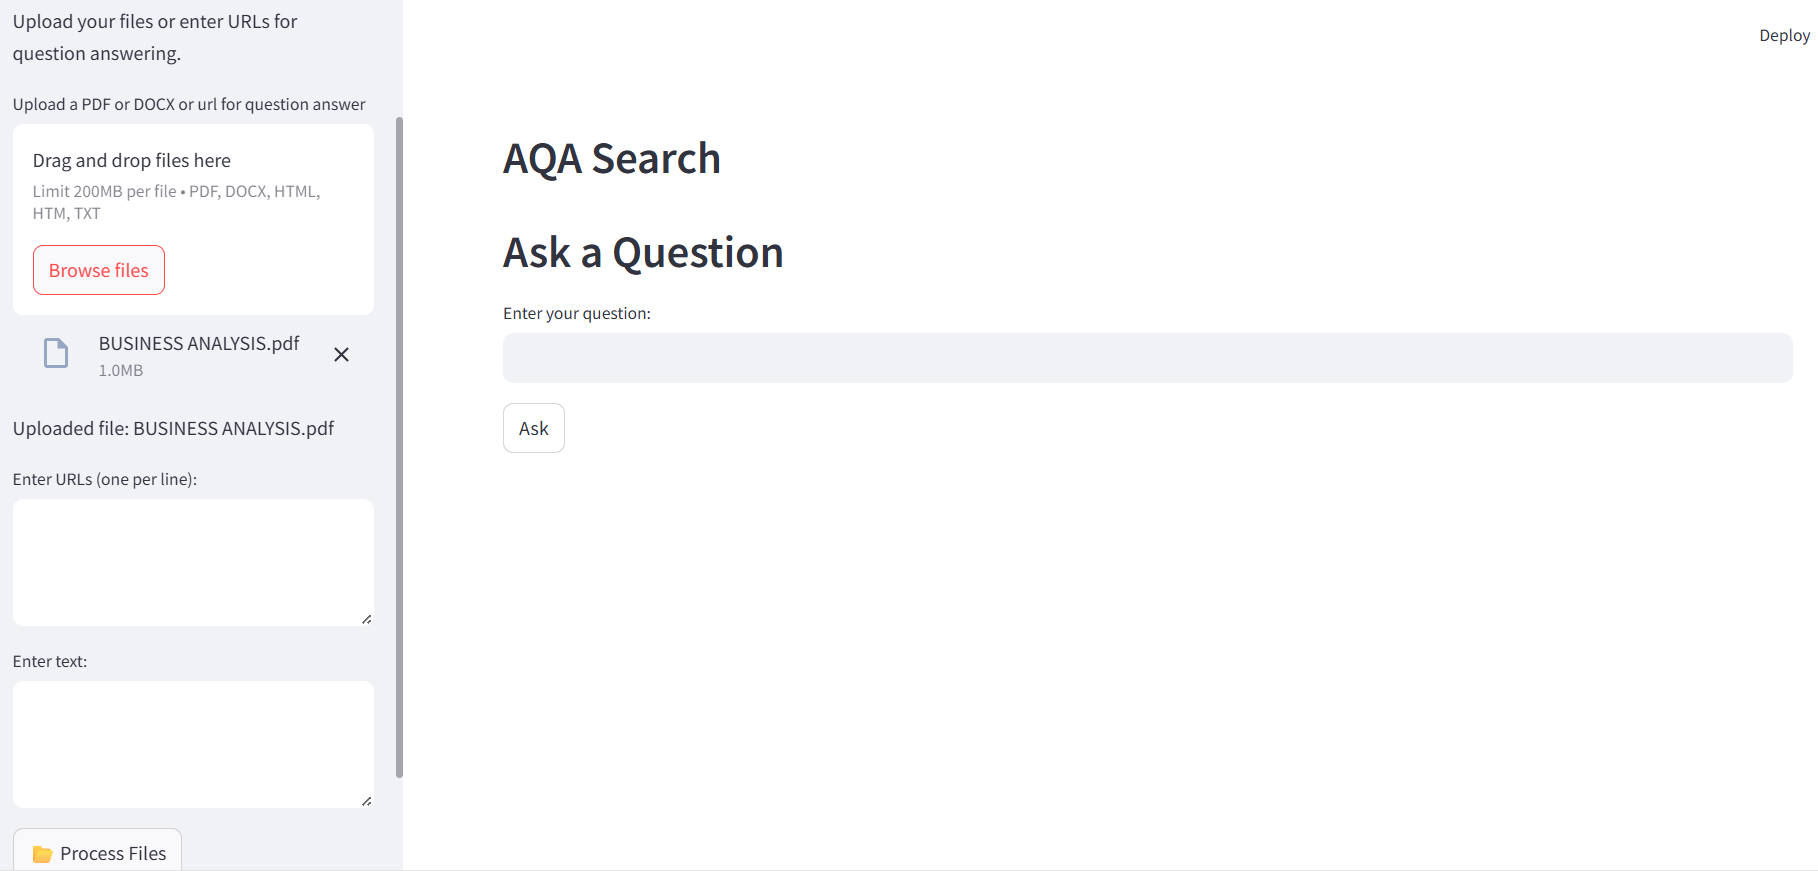 Upload your files or enter URLs for
question answering.
Upload a PDF or DOCX or url for question answer
Drag and drop files here
Limit 200MB per file • PDF, DOCX, HTML,
HTM, TXT
Browse files
BUSINESS ANALYSIS.pdf
1.0MB
Uploaded file: BUSINESS ANALYSIS.pdf
Enter URLs (one per line):
Enter text:
Process Files
Deploy
AQA Search
Ask a Question
Enter your question:
Ask